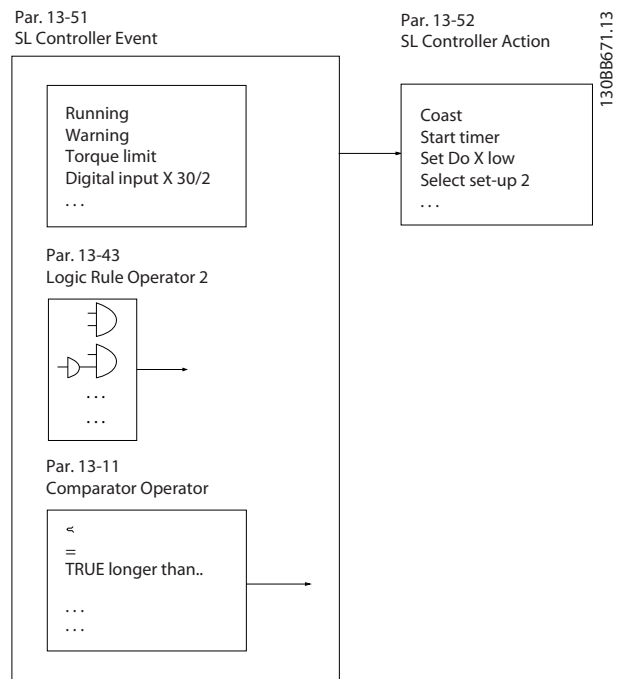 Par. 13-51
SL Controller Event
Par. 13-52
SL Controller Action
130BB671.13
Running
Warning
Torque limit
Digital input X 30/2
. . .
Coast
Start timer
Set Do X low
Select set-up 2
. . .
Par. 13-43
Logic Rule Operator 2
. . .
. . .
Par. 13-11
Comparator Operator
=
TRUE longer than..
. . .
. . .